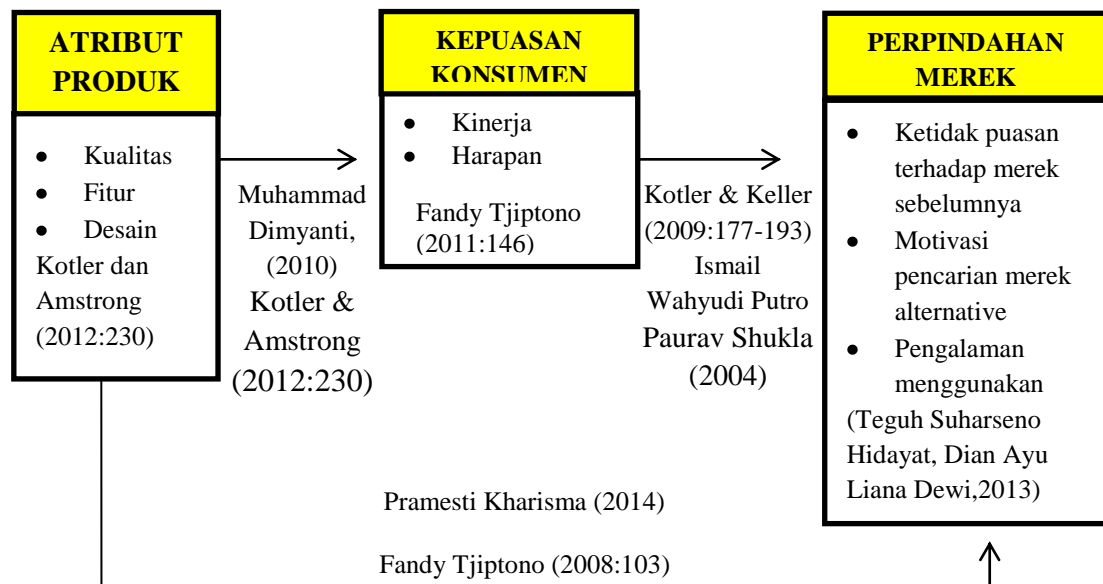 ATRIBUT
PRODUK
• Kualitas
• Fitur
• Desain
Kotler dan
Amstrong
(2012:230)
Muhammad
Dimyanti,
(2010)
Kotler &
Amstrong
(2012:230)
KEPUASAN
KONSUMEN
• Kinerja
• Harapan
Fandy Tjiptono
(2011:146)
Kotler & Keller
(2009:177-193)
Ismail
Wahyudi Putro
Paurav Shukla
(2004)
PERPINDAHAN
MEREK
• Ketidak puasan
terhadap merek
sebelumnya
• Motivasi
pencarian merek
alternative
• Pengalaman
menggunakan
(Teguh Suharseno
Hidayat, Dian Ayu
Liana Dewi,2013)
Pramesti Kharisma (2014)
Fandy Tjiptono (2008:103)